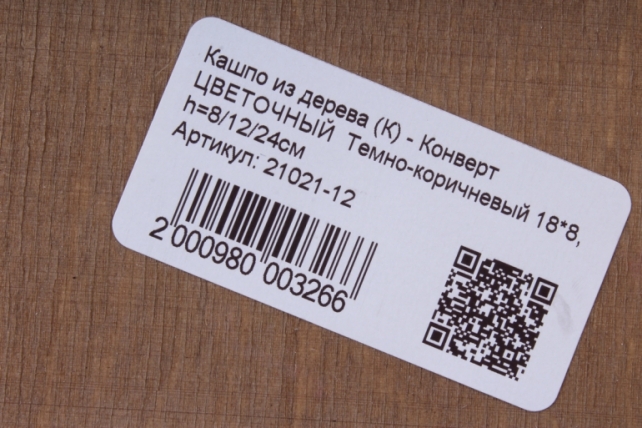 Кашпо из дерева (К) - Конверт
ЦВЕТОЧНЫЙ Темно-коричневый 18*8,
h=8/12/24см
Артикул: 21021-12
2 000980 003266